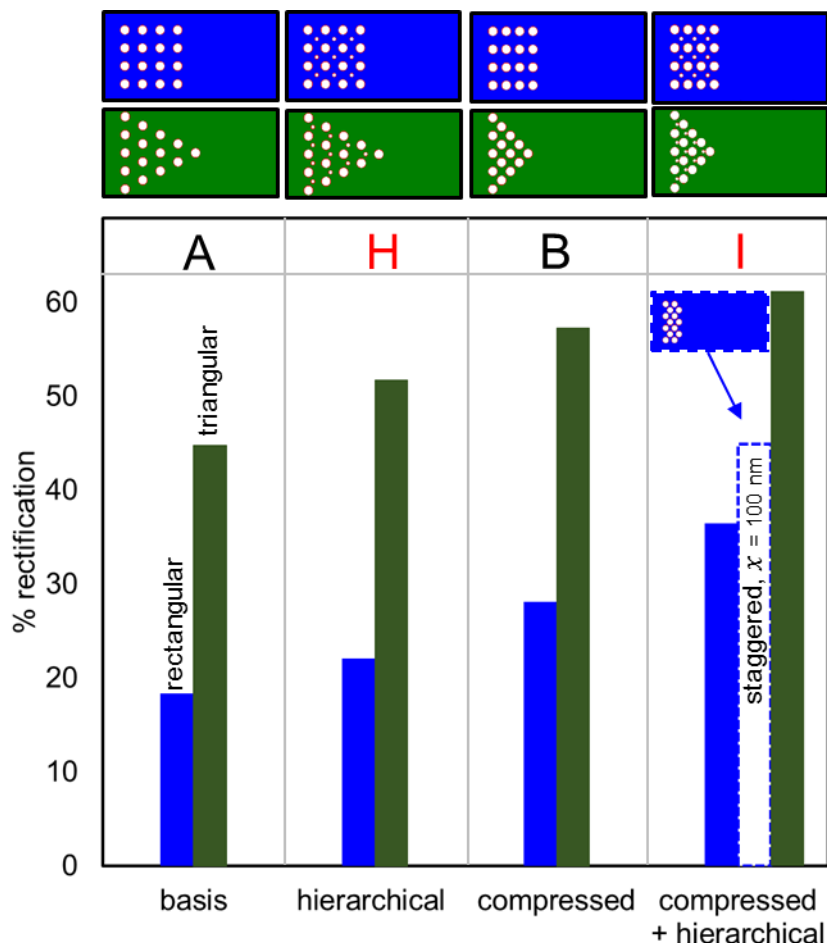 A
H
B
I
% rectification
60
50
40
30
20
10
0
rectangular
triangular
staggered, x = 100 nm
basis
hierarchical
compressed
compressed
+ hierarchical